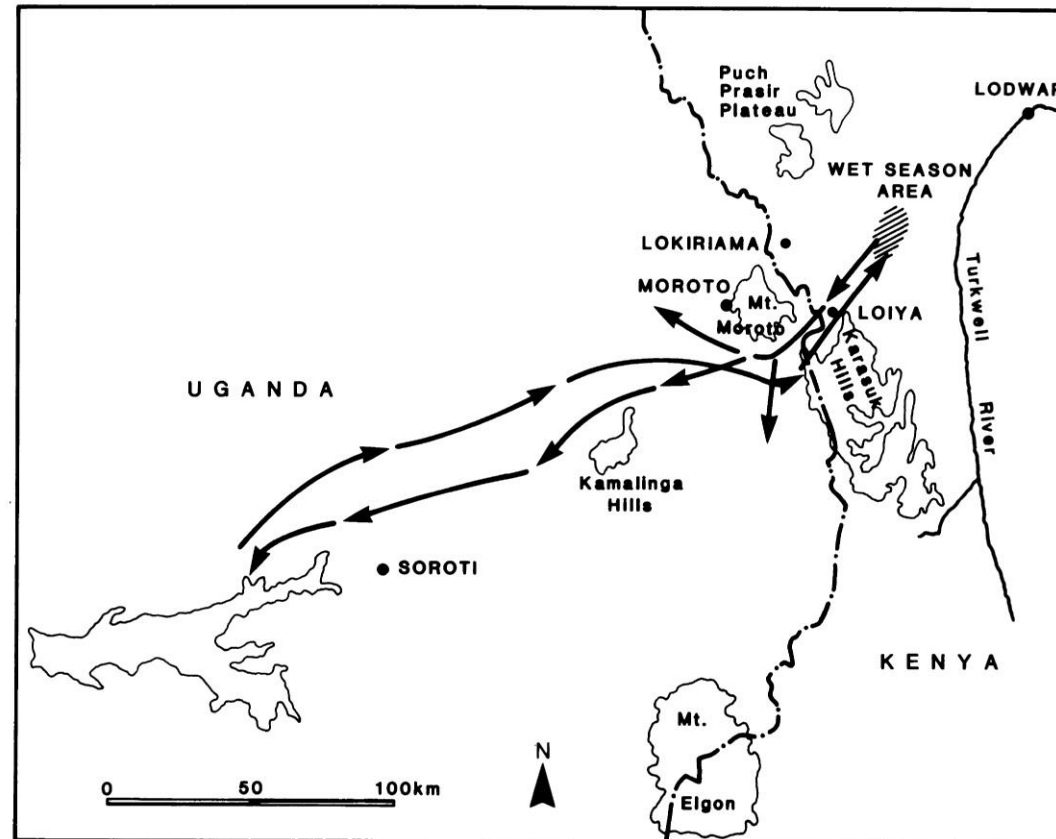 Puch
Prasir
Plateau
LODWAR
WET SEASON
AREA
LOKIRIAMA
MOROTO
Mt.
Moroto
LOIYA
Karasuk
Hills
Turkwell
River
UGANDA
Kamalinga
Hills
SOROTI
KENYA
Mt.
Elgon
N
0 50 100km